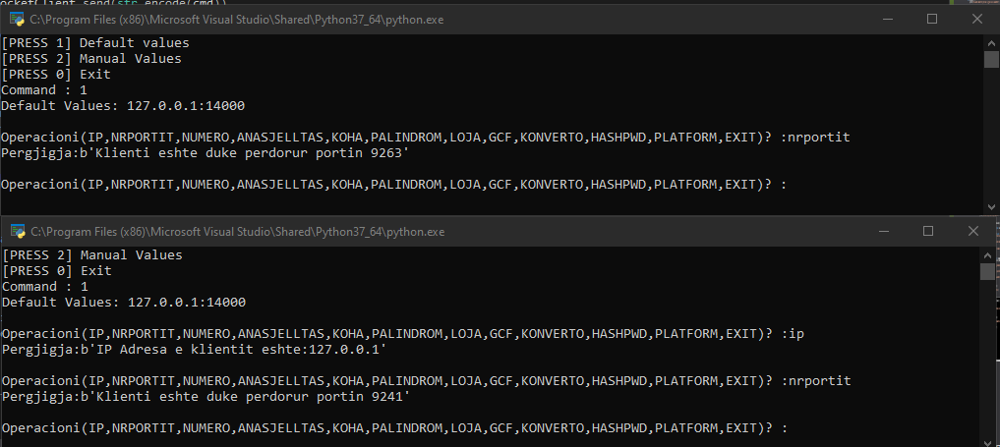 ocketClient.send(str.encode(cmd))
C:\Program Files (x86)\Microsoft Visual Studio\Shared\Python37_64\python.exe
[PRESS 1] Default values
[PRESS 2] Manual Values
[PRESS 0] Exit
Command : 1
Default Values: 127.0.0.1:14000
Operacioni(IP,NRPORTIT,NUMERO,ANASJELLTAS,KOHA,PALINDROM,LOJA,GCF,KONVERTO,HASHPWD,PLATFORM,EXIT)? :nrportit
Pergjigja:b'Klienti eshte duke perdorur portin 9263'
Operacioni(IP,NRPORTIT,NUMERO,ANASJELLTAS,KOHA,PALINDROM,LOJA,GCF,KONVERTO,HASHPWD,PLATFORM,EXIT)? :
C:\Program Files (x86)\Microsoft Visual Studio\Shared\Python37_64\python.exe
[PRESS 2] Manual Values
[PRESS 0] Exit
Command : 1
Default Values: 127.0.0.1:14000
Operacioni(IP,NRPORTIT,NUMERO,ANASJELLTAS,KOHA,PALINDROM,LOJA,GCF,KONVERTO,HASHPWD,PLATFORM,EXIT)? :ip
Pergjigja:b'IP Adresa e klientit eshte:127.0.0.1'
Operacioni(IP,NRPORTIT,NUMERO,ANASJELLTAS,KOHA,PALINDROM,LOJA,GCF,KONVERTO,HASHPWD,PLATFORM,EXIT)? :nrportit
Pergjigja:b'Klienti eshte duke perdorur portin 9241'
Operacioni(IP,NRPORTIT,NUMERO,ANASJELLTAS,KOHA,PALINDROM,LOJA,GCF,KONVERTO,HASHPWD,PLATFORM,EXIT)? :